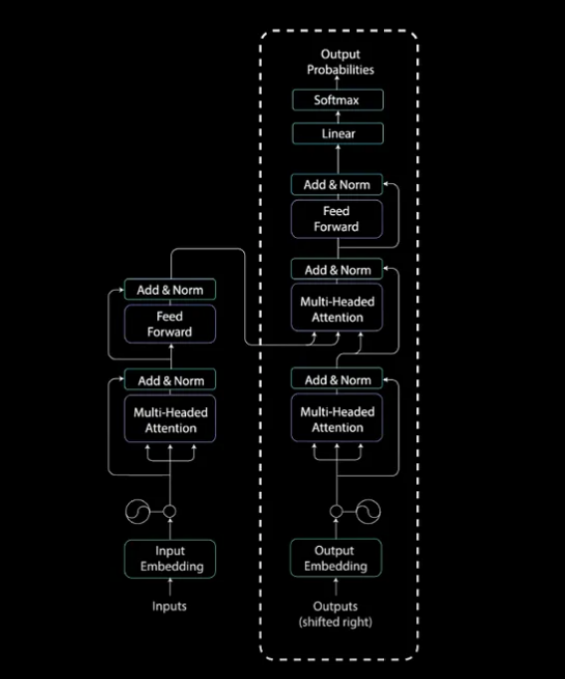 Output
Probabilities
Softmax
Linear
Add & Norm
Feed
Forward
Add & Norm
Multi-Headed
Attention
Add & Norm
Multi-Headed
Attention
Output
Embedding
Outputs
(shifted right)
Add & Norm
Feed
Forward
Add & Norm
Multi-Headed
Attention
Input
Embedding
Inputs